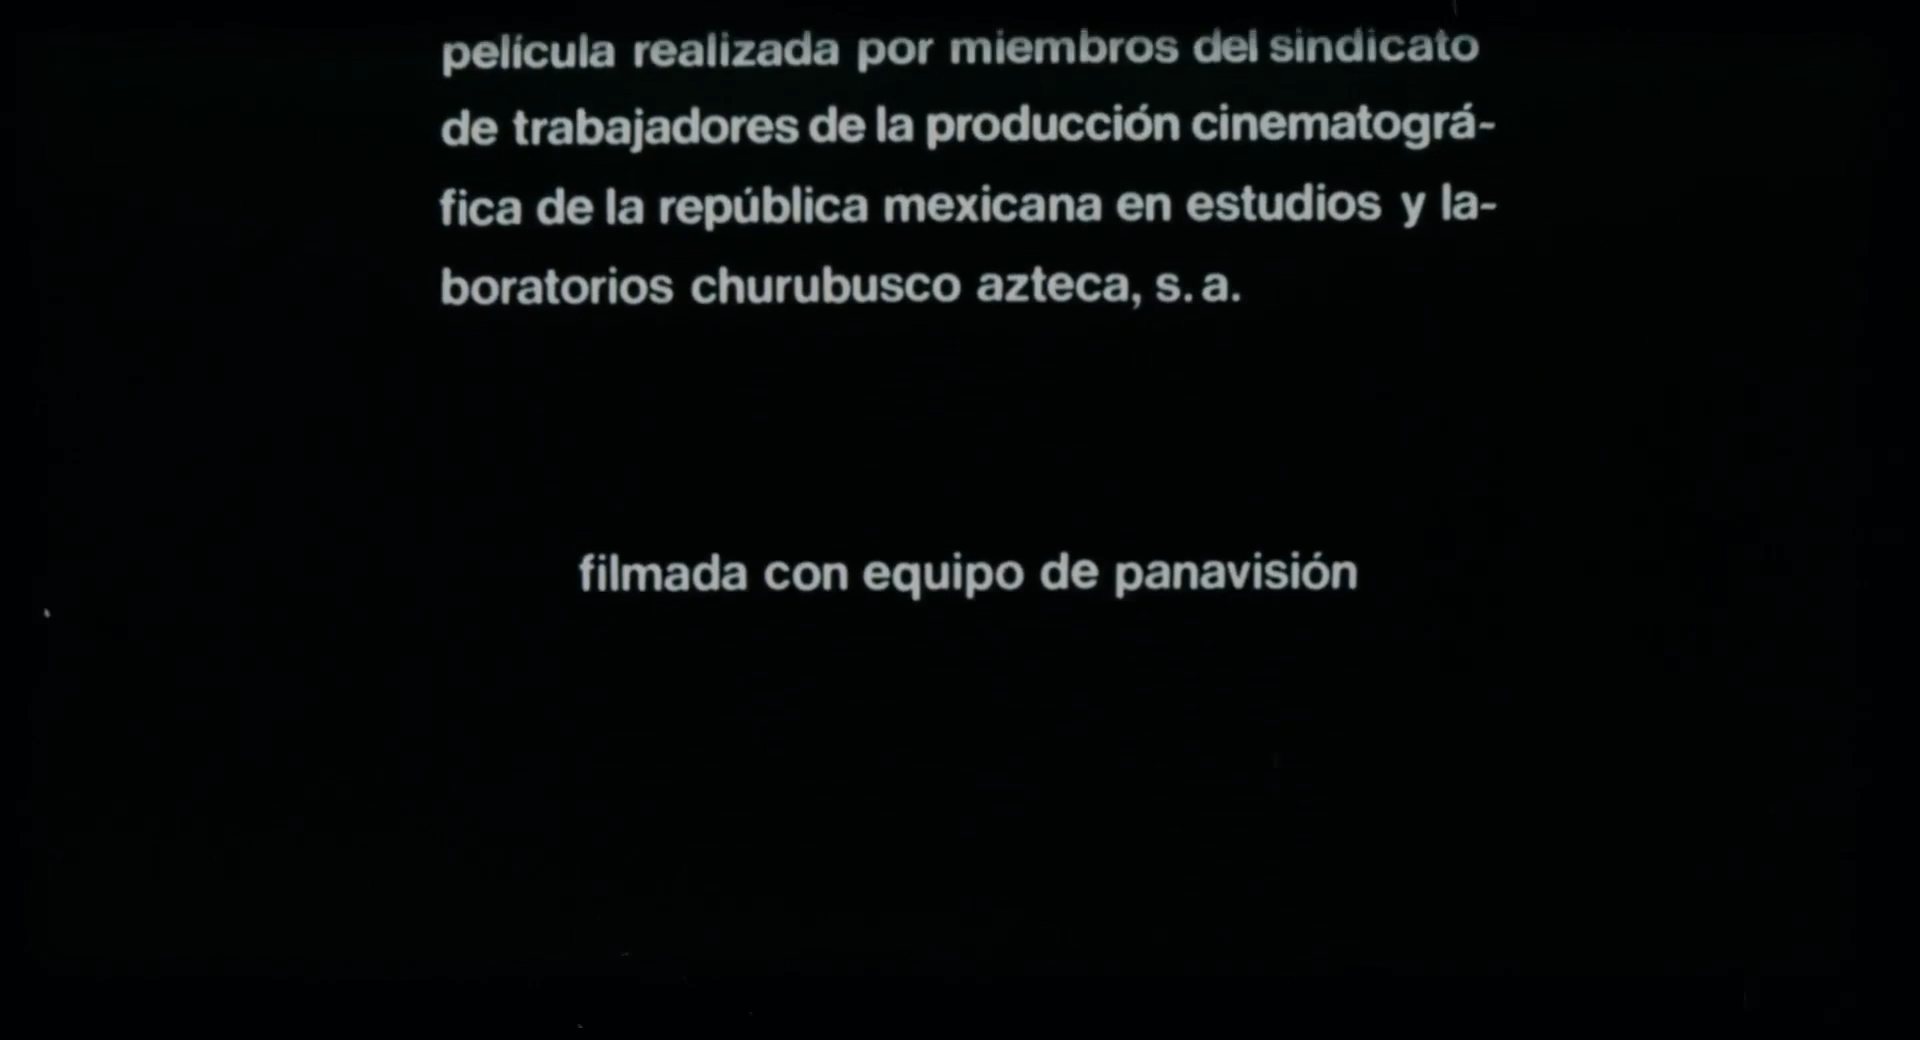 película realizada por miembros del sindicato
de trabajadores de la producción cinematográ-
fica de la república mexicana en estudios y la-
boratorios churubusco azteca, s. a.
filmada con equipo de panavisión